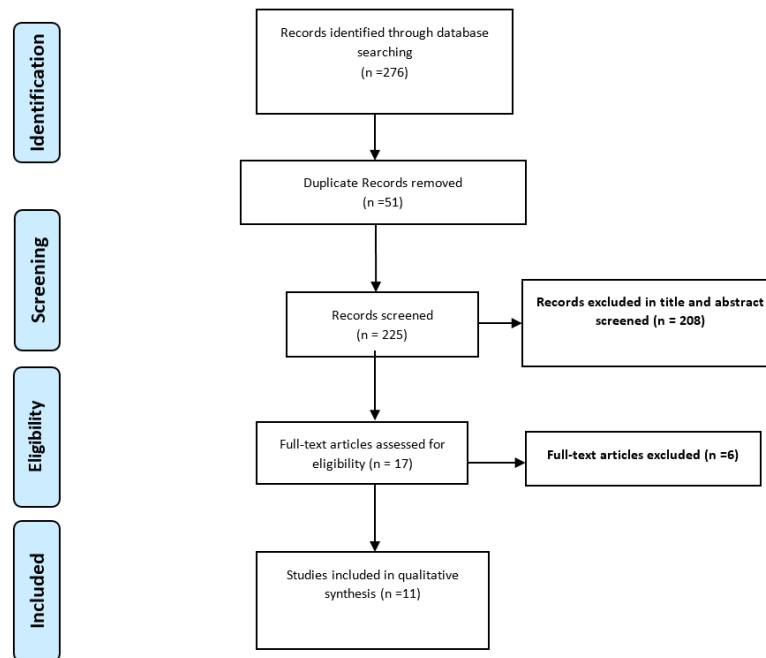 Identification
Records identified through database
searching
(n =276)
Duplicate Records removed
(n =51)
Screening
Records screened
(n = 225)
Records excluded in title and abstract
screened (n = 208)
Eligibility
Full-text articles assessed for
eligibility (n = 17)
Full-text articles excluded (n =6)
Included
Studies included in qualitative
synthesis (n =11)